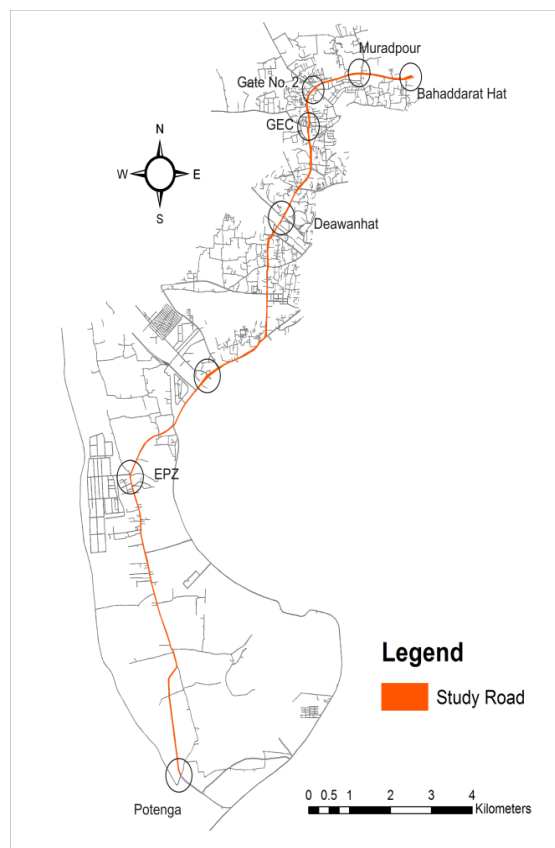 Muradpour
Gate No. 2
Bahaddarat Hat
GEC
N
W E
S
Deawanhat
EPZ
Legend
Study Road
Potenga
0 0.5 1 2 3 4
Kilometers